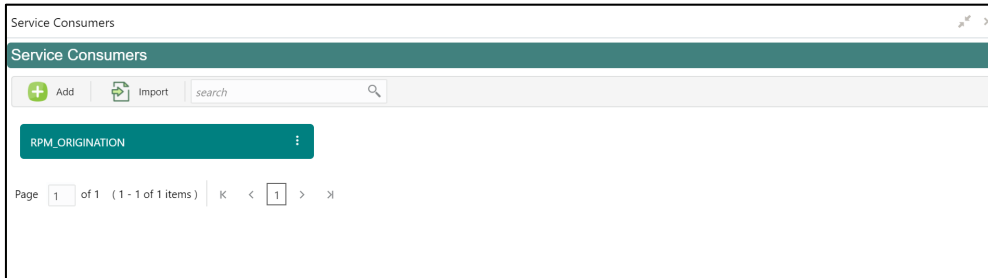 Service Consumers
Service Consumers
Add Import search
RPM_ORIGINATION
Page 1 of 1 ( 1 - 1 of 1 items ) 1